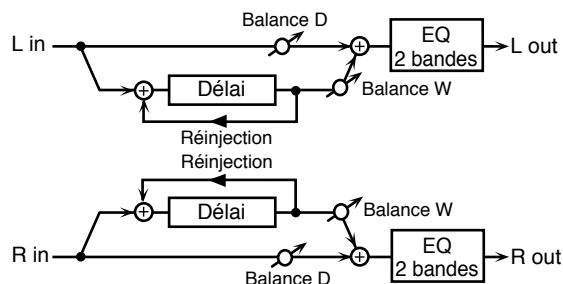 Balance D
L in
EQ
2 bandes
L out
Délai
Balance W
Réinjection
Réinjection
Délai
Balance W
R in
EQ
2 bandes
R out
Balance D